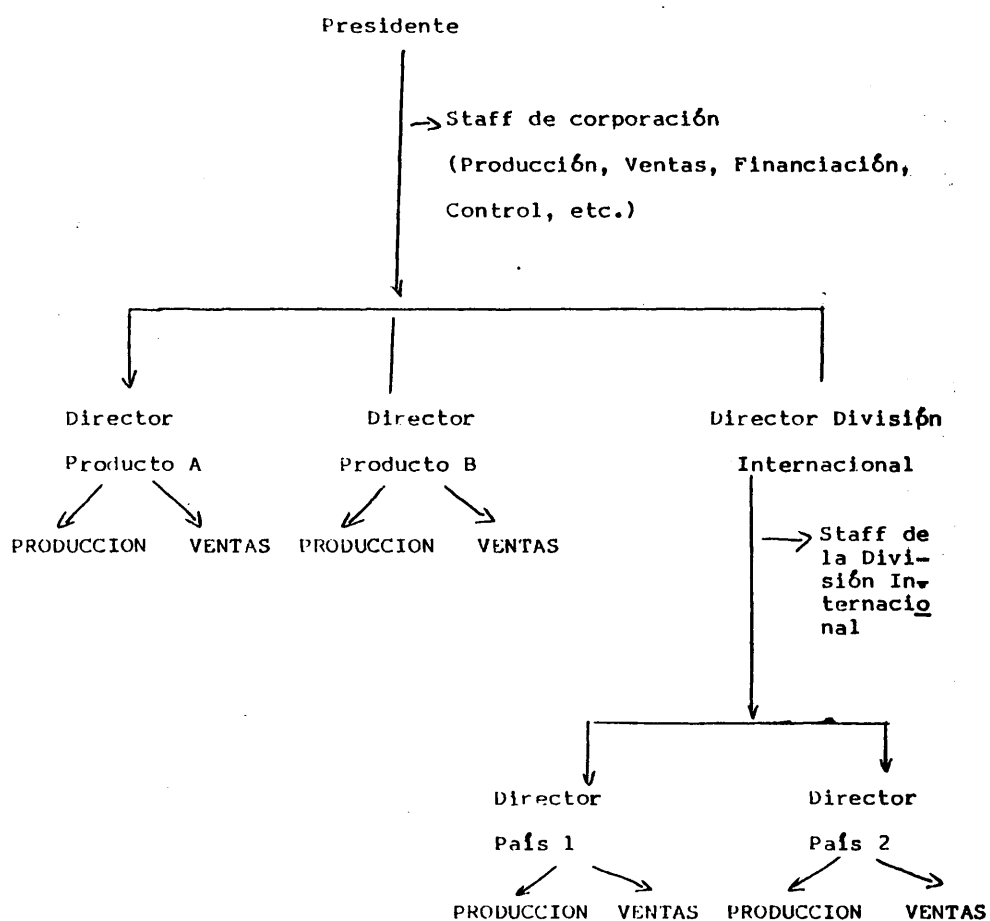 Presidente
Staff de corporación
(Producción, Ventas, Financiación,
Control, etc.)
Director
Producto A
PRODUCCION VENTAS
Director
Producto B
PRODUCCION VENTAS
Director División
Internacional
Staff de
la Divi-
sión In-
ternacio
nal
Director
País 1
PRODUCCION VENTAS
Director
País 2
PRODUCCION VENTAS